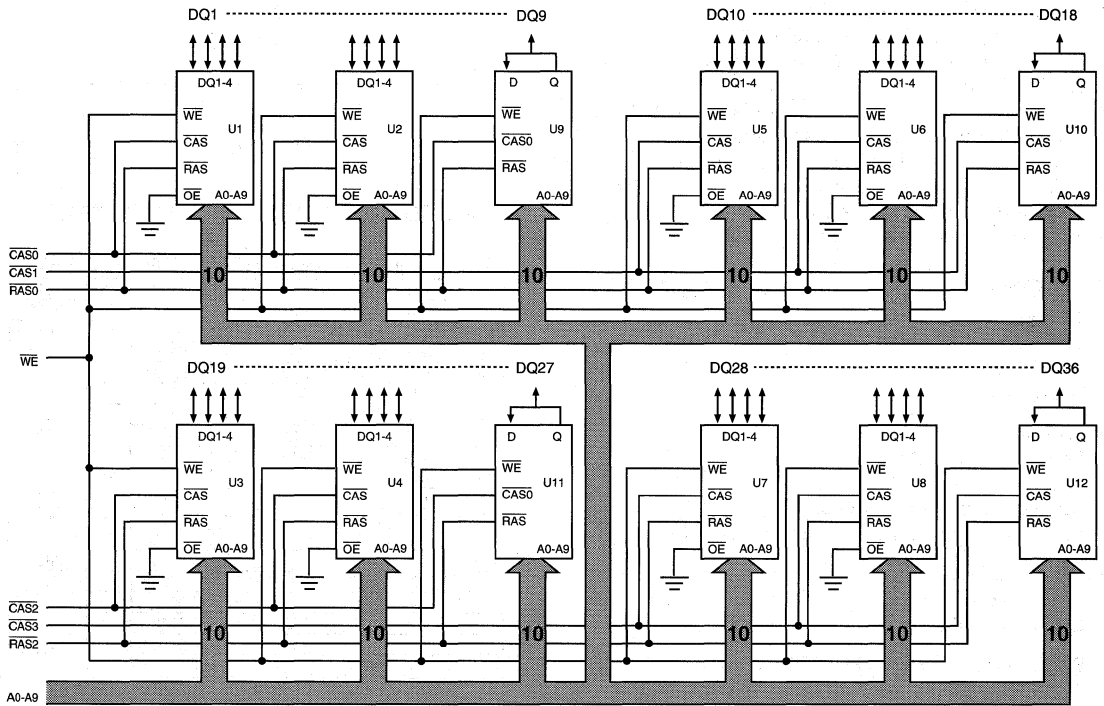 DQ1 DQ9 DQ10 DQ18
DQ1-4 DQ1-4 D Q DQ1-4 DQ1-4 D Q
WE WE WE WE WE WE
U1 U2 U9 U5 U6 U10
CAS CAS CAS0 CAS CAS CAS
RAS RAS RAS RAS RAS RAS
OE A0-A9 OE A0-A9 A0-A9 OE A0-A9 OE A0-A9 A0-A9
CAS0
CAS1
10 10 10 10 10 10
RAS0
WE
DQ19 DQ27 DQ28 DQ36
DQ1-4 DQ1-4 D Q DQ1-4 DQ1-4 D Q
WE WE WE WE WE WE
U3 U4 U11 U7 U8 U12
CAS CAS CAS0 CAS CAS CAS
RAS RAS RAS RAS RAS RAS
OE A0-A9 OE A0-A9 A0-A9 OE A0-A9 OE A0-A9 A0-A9
CAS2
CAS3
10 10 10 10 10 10
RAS2
A0-A9